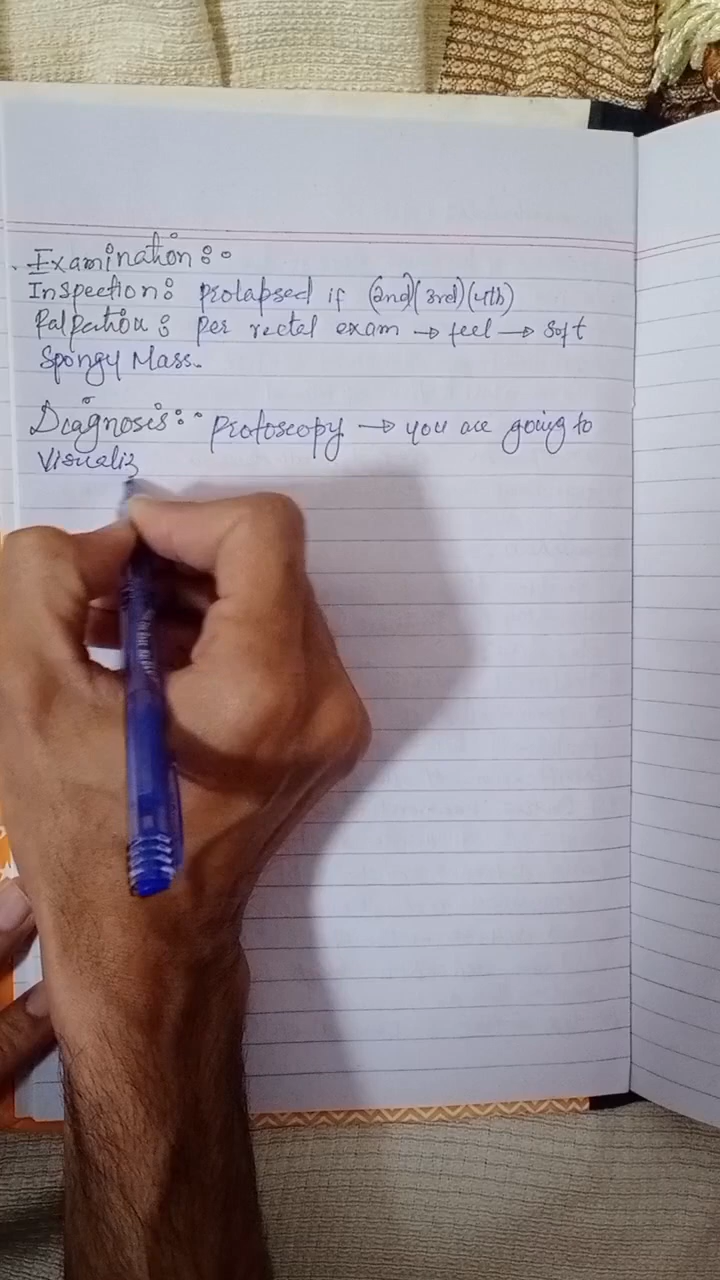 Examination:-
Inspection: prolapsed if (2nd)(3rd)(4th)
Palpation: per rectal exam → feel → soft
Spongy Mass.
Diagnosis:- Proctoscopy → you are going to
Visualiz